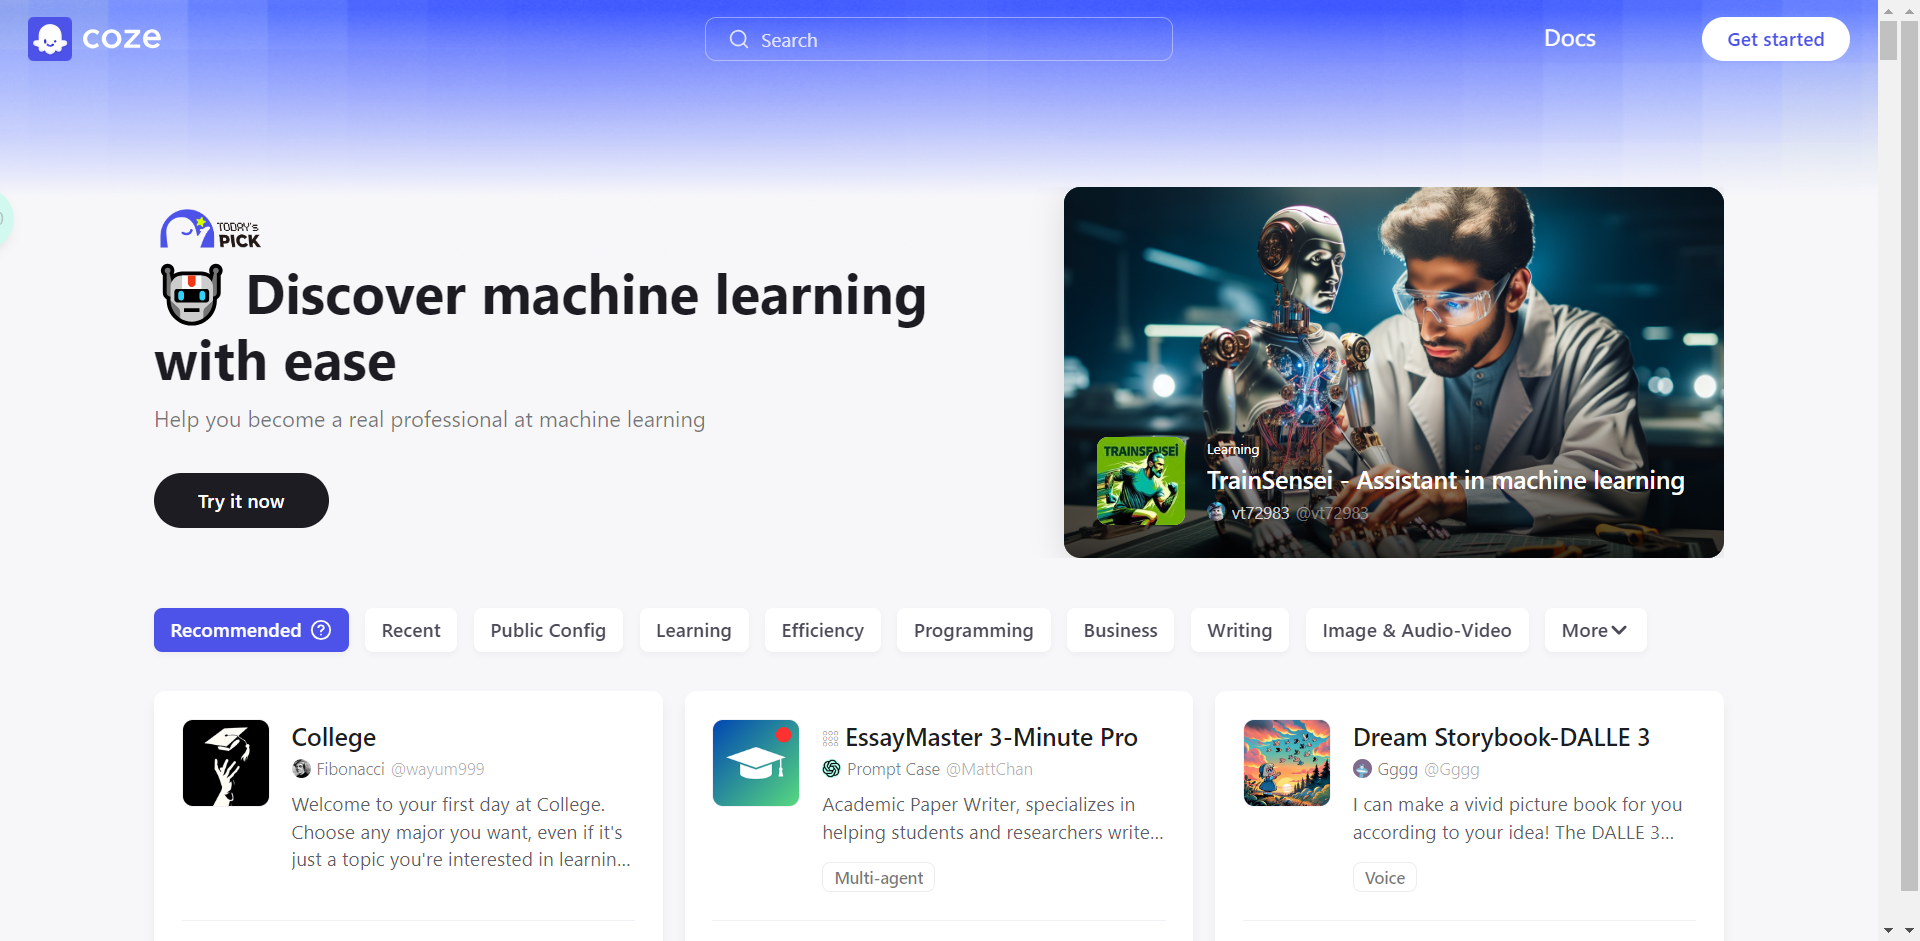 coze
Search
Docs
Get started
TODAY's
PICK
Discover machine learning
with ease
Help you become a real professional at machine learning
Try it now
TRAINSENSEI
Learning
TrainSensei - Assistant in machine learning
vt72983 @vt72983
Recommended
Recent
Public Config
Learning
Efficiency
Programming
Business
Writing
Image & Audio-Video
More
College
Fibonacci @wayum999
Welcome to your first day at College.
Choose any major you want, even if it's
just a topic you're interested in learnin...
EssayMaster 3-Minute Pro
Prompt Case @MattChan
Academic Paper Writer, specializes in
helping students and researchers write...
Multi-agent
Dream Storybook-DALLE 3
Gggg @Gggg
I can make a vivid picture book for you
according to your idea! The DALLE 3...
Voice